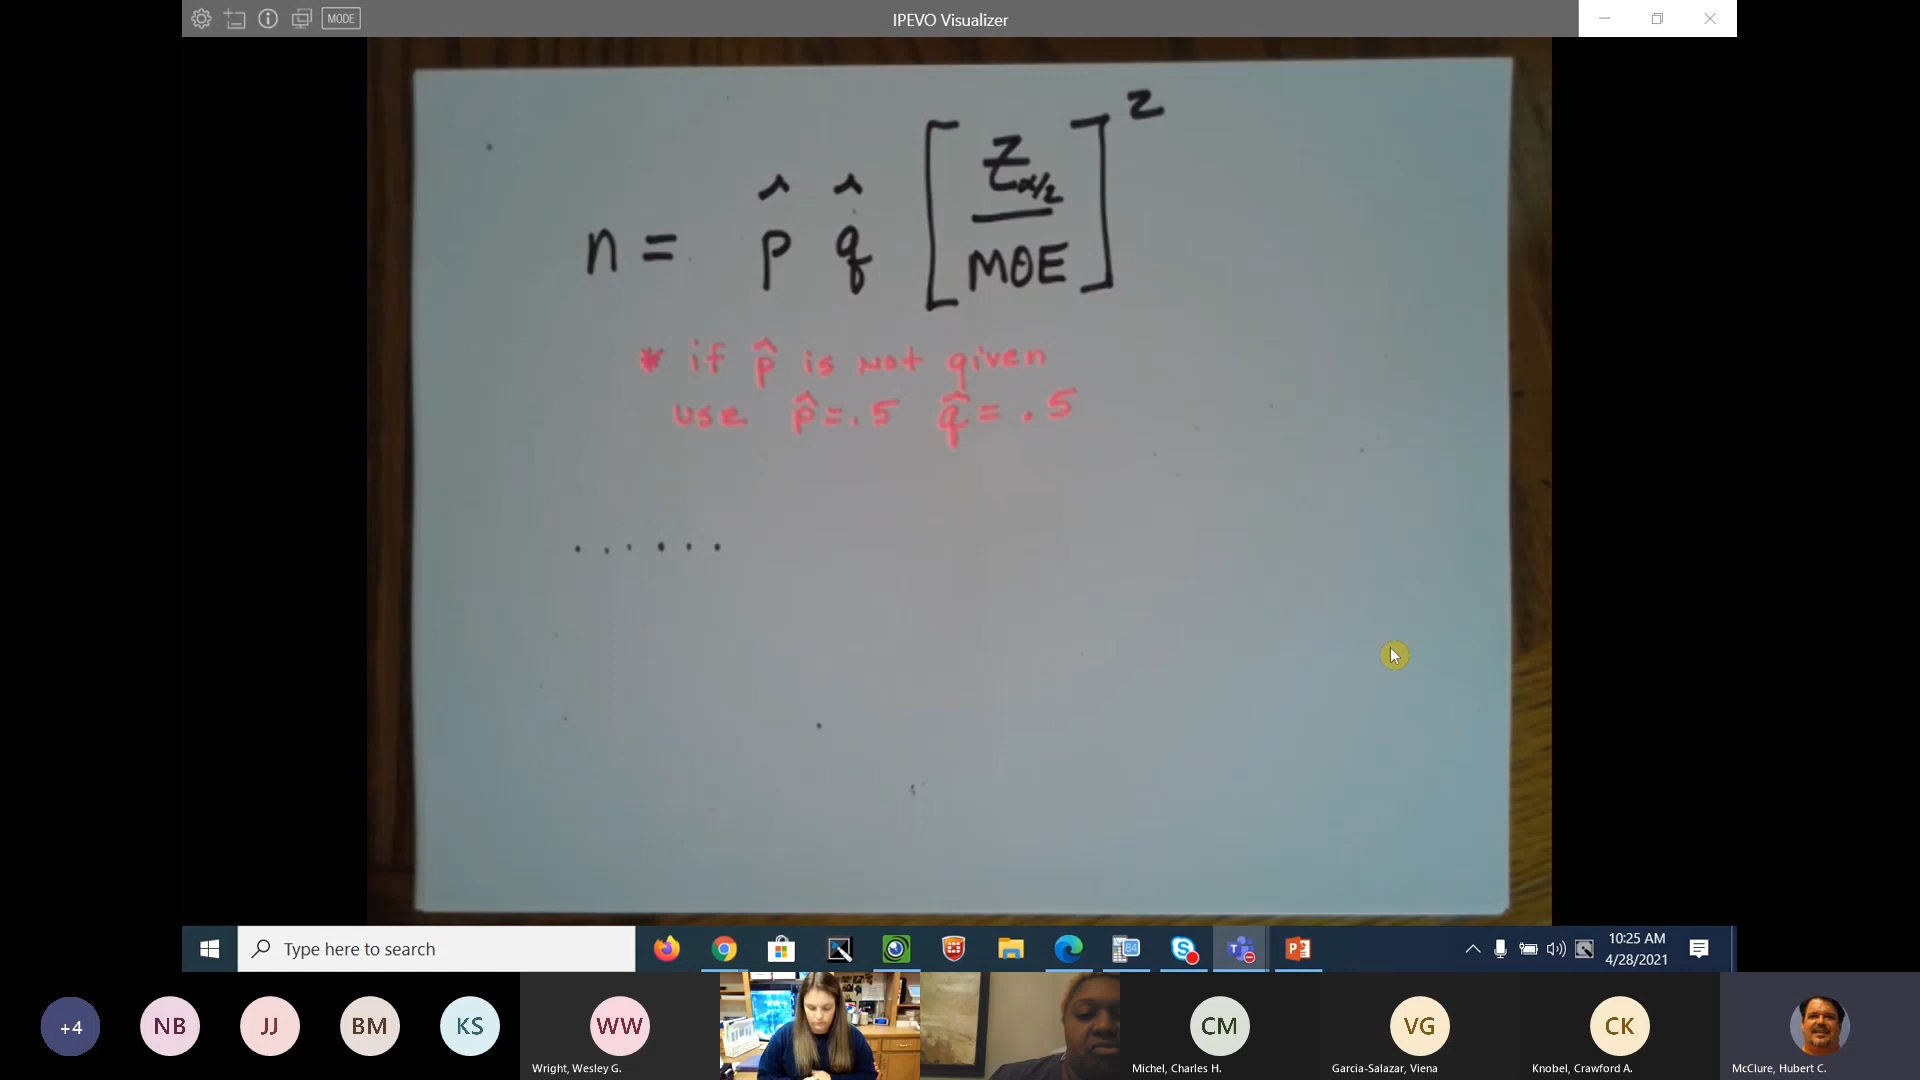 MODE
IPEVO Visualizer
n = p̂ q̂ [Zα/2 / MOE]²
* if p̂ is not given
use p̂=.5 q̂=.5
Type here to search
84
10:25 AM
4/28/2021
+4
NB
JJ
BM
KS
WW
Wright, Wesley G.
CM
Michel, Charles H.
VG
Garcia-Salazar, Viena
CK
Knobel, Crawford A.
McClure, Hubert C.